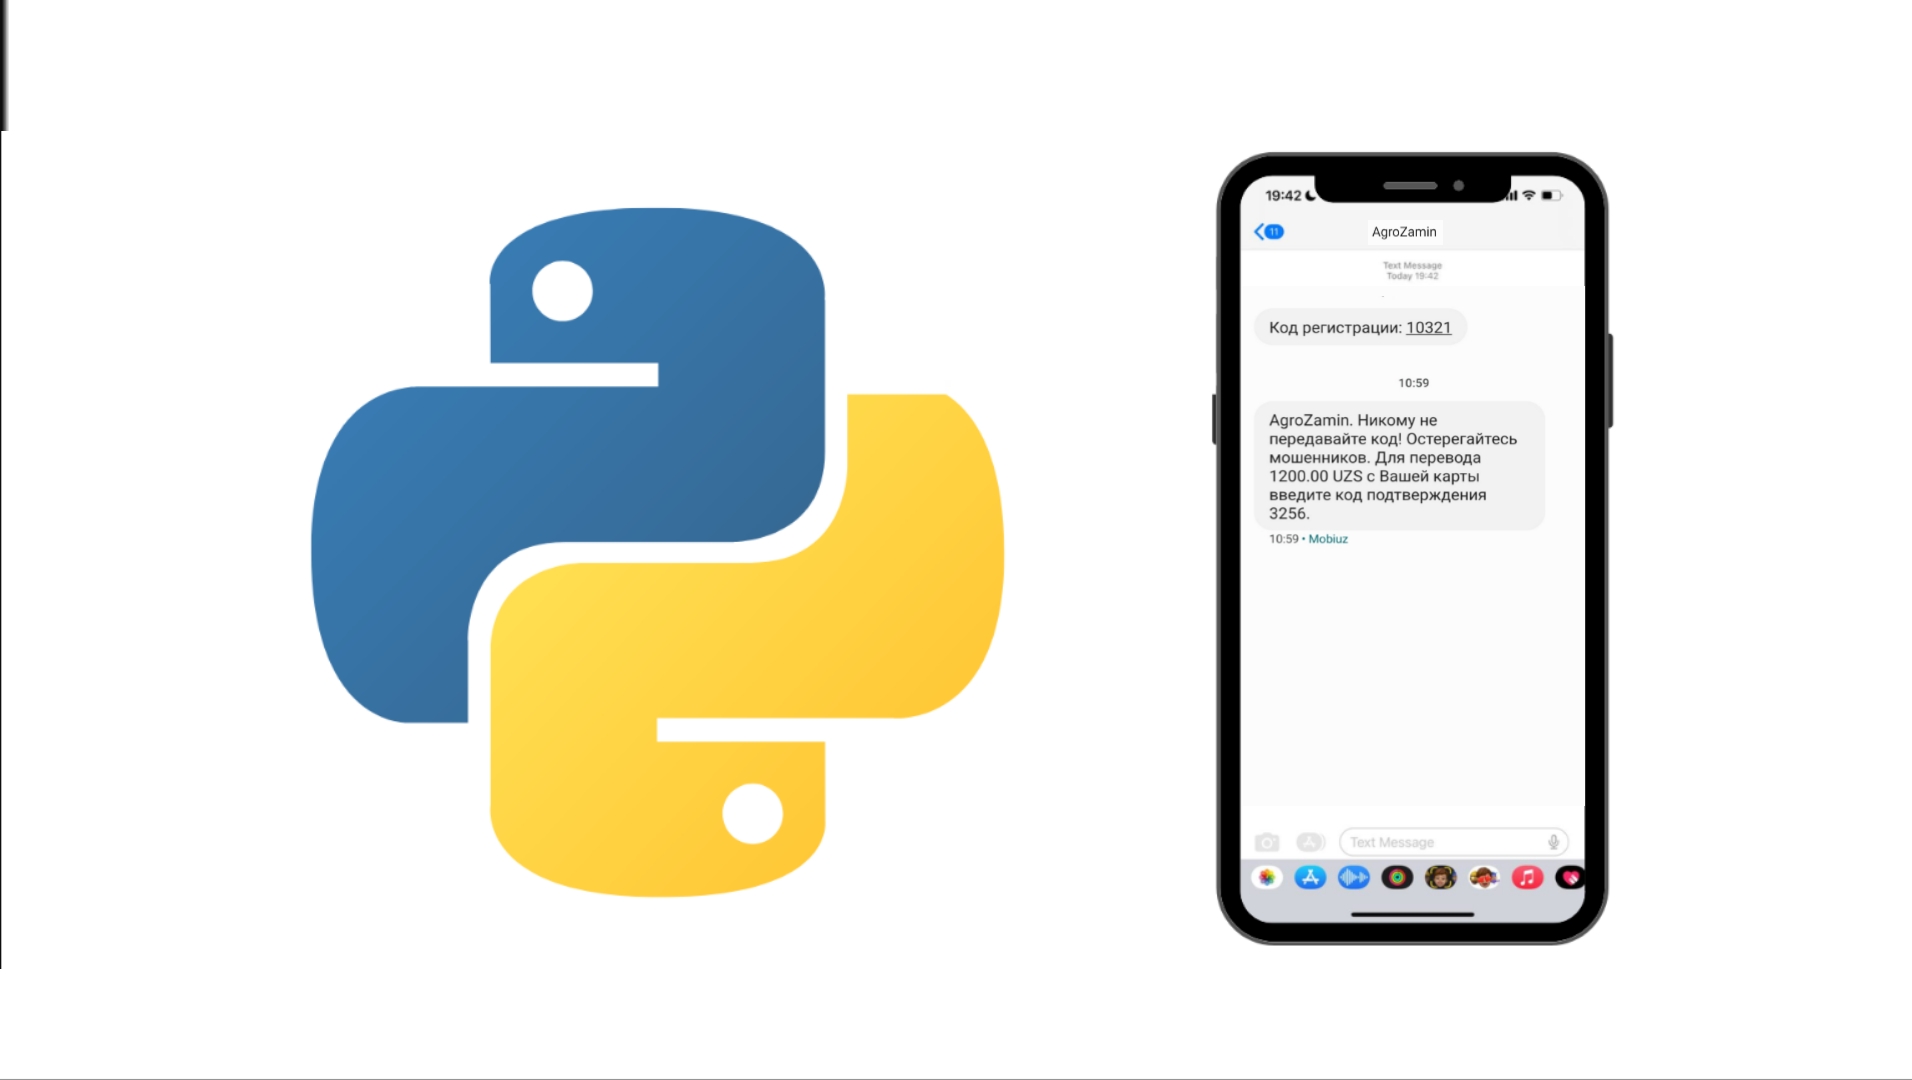 19:42
11
AgroZamin
Text Message
Today 19:42
Код регистрации: 10321
10:59
AgroZamin. Никому не
передавайте код! Остерегайтесь
мошенников. Для перевода
1200.00 UZS с Вашей карты
введите код подтверждения
3256.
10:59 • Mobiuz
Text Message